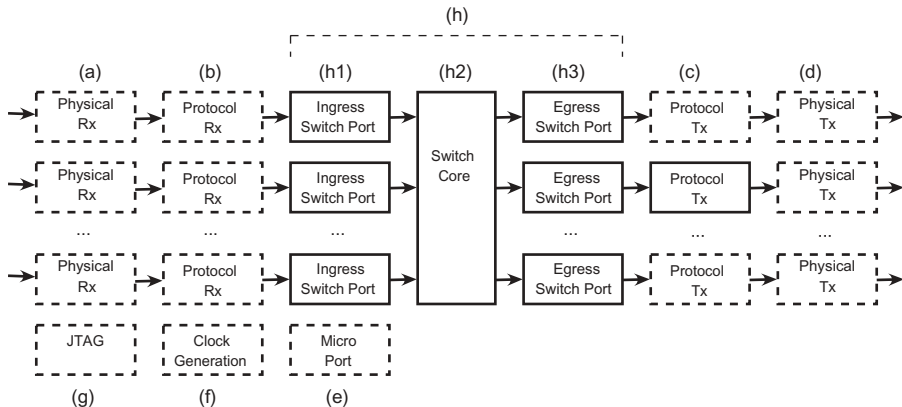 (h)
(a) (b) (h1) (h2) (h3) (c) (d)
Physical Rx
Protocol Rx
Ingress Switch Port
Switch Core
Egress Switch Port
Protocol Tx
Physical Tx
Physical Rx
Protocol Rx
Ingress Switch Port
Egress Switch Port
Protocol Tx
Physical Tx
... ... ... ... ... ...
Physical Rx
Protocol Rx
Ingress Switch Port
Egress Switch Port
Protocol Tx
Physical Tx
JTAG
Clock Generation
Micro Port
(g) (f) (e)